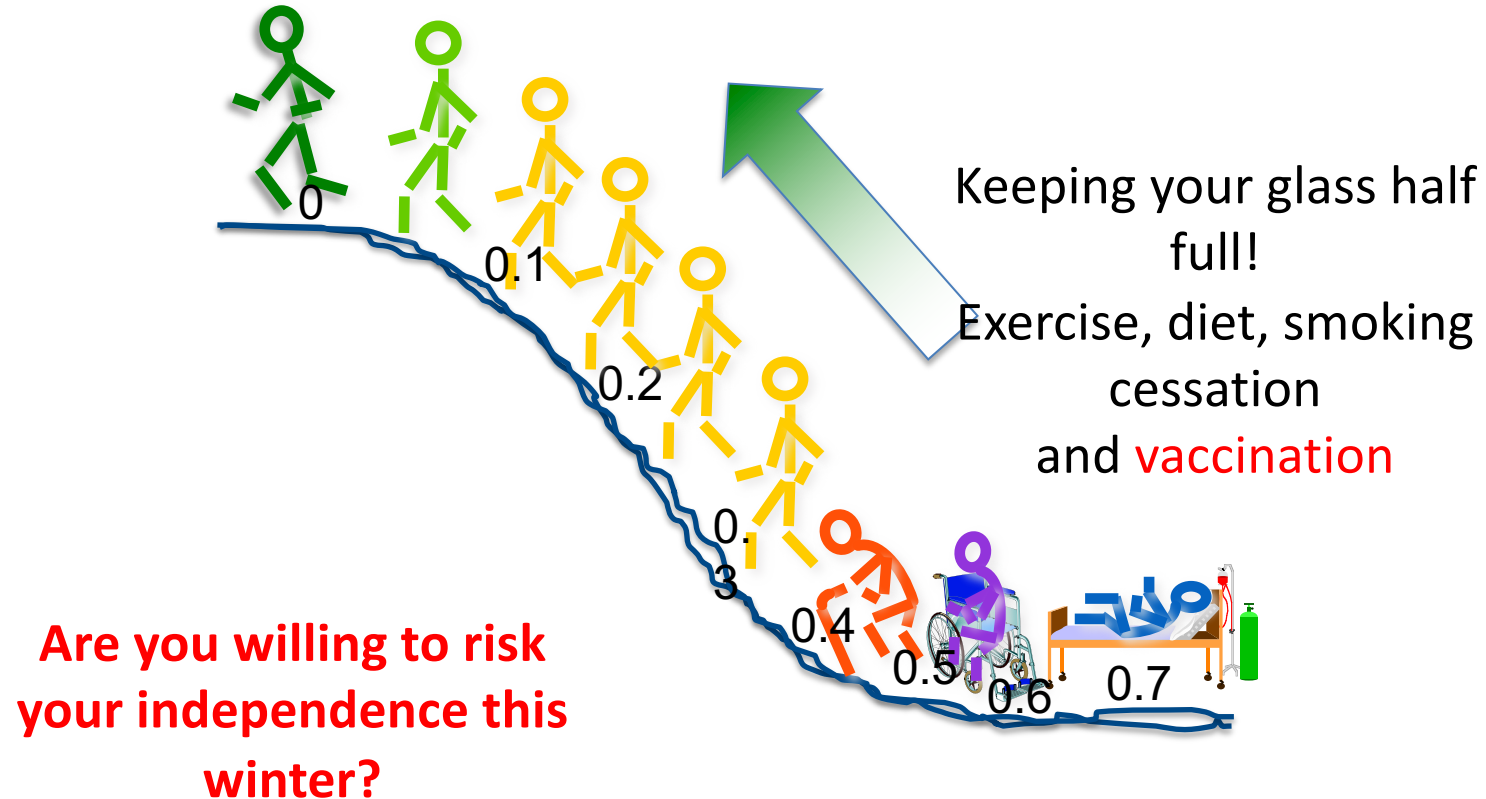 0
0.1
0.2
0.
3
0.4
0.5
0.6
0.7
Keeping your glass half
full!
Exercise, diet, smoking
cessation
and vaccination
Are you willing to risk
your independence this
winter?